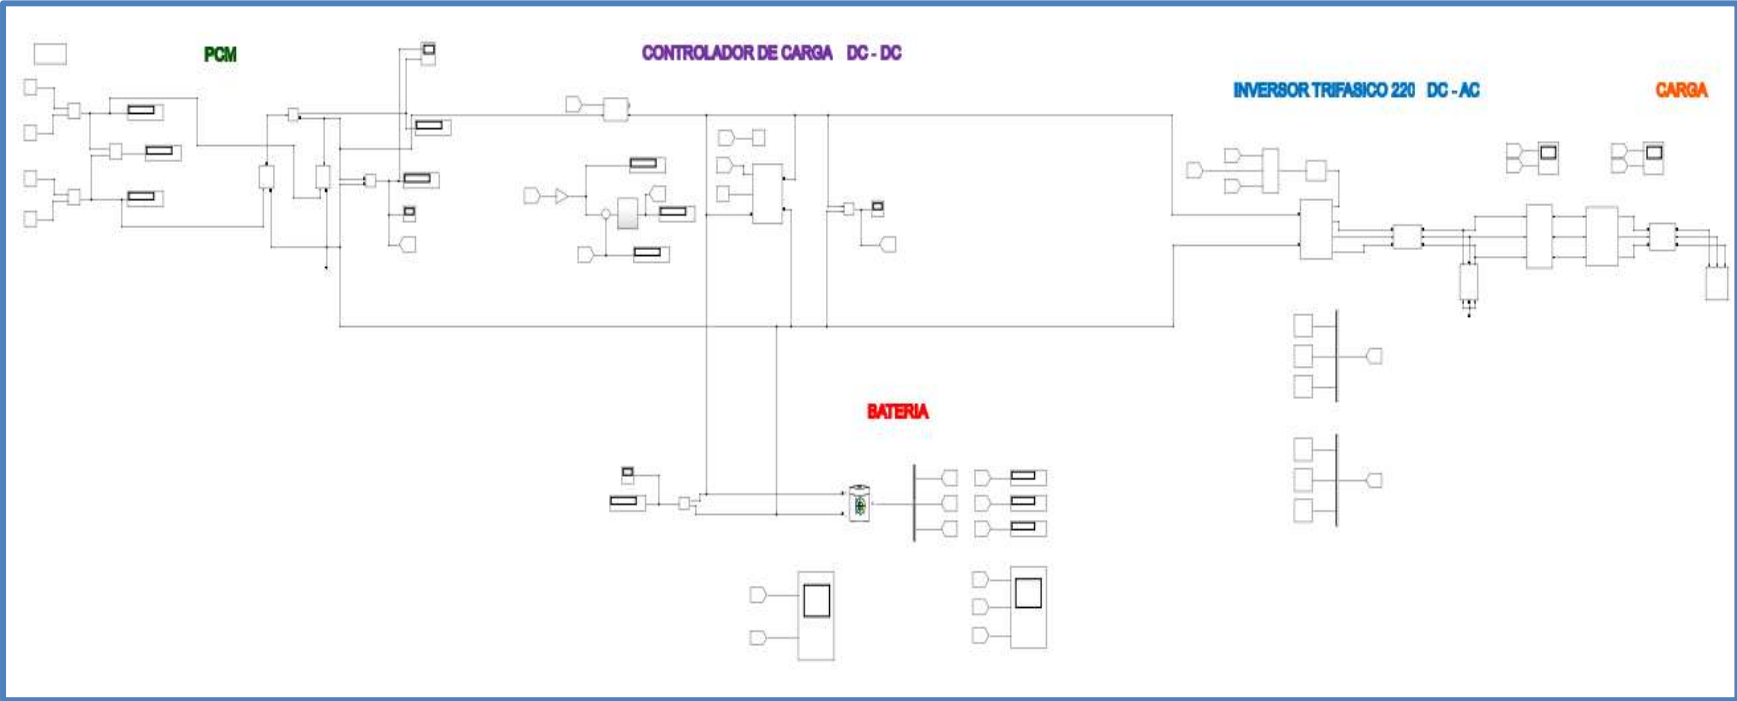 PCM
CONTROLADOR DE CARGA DC - DC
INVERSOR TRIFASICO 220 DC - AC
CARGA
BATERIA